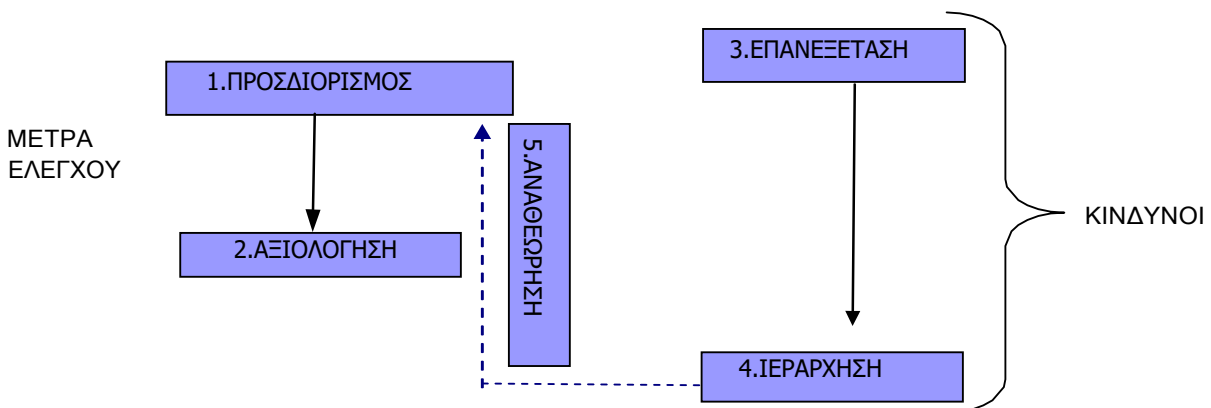 1.ΠΡΟΣΔΙΟΡΙΣΜΟΣ
3.ΕΠΑΝΕΞΕΤΑΣΗ
ΜΕΤΡΑ
ΕΛΕΓΧΟΥ
5.ΑΝΑΘΕΩΡΗΣΗ
2.ΑΞΙΟΛΟΓΗΣΗ
ΚΙΝΔΥΝΟΙ
4.ΙΕΡΑΡΧΗΣΗ